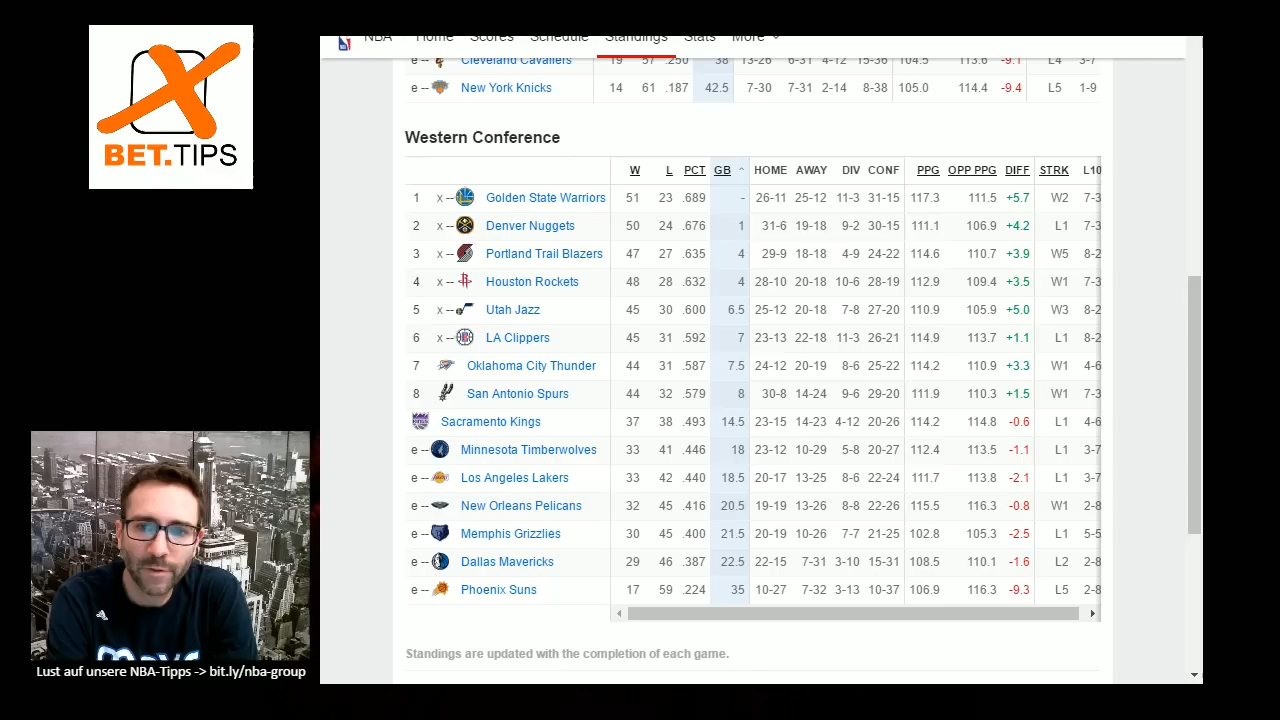 BET.TIPS
NBA Home Scores Schedule Standings Stats More
e -- Cleveland Cavaliers 19 57 .250 38 13-26 6-31 4-12 15-36 104.5 113.6 -9.1 L4 3-7
e -- New York Knicks 14 61 .187 42.5 7-30 7-31 2-14 8-38 105.0 114.4 -9.4 L5 1-9
Western Conference
W L PCT GB HOME AWAY DIV CONF PPG OPP PPG DIFF STRK L10
1 x -- Golden State Warriors 51 23 .689 - 26-11 25-12 11-3 31-15 117.3 111.5 +5.7 W2 7-3
2 x -- Denver Nuggets 50 24 .676 1 31-6 19-18 9-2 30-15 111.1 106.9 +4.2 L1 7-3
3 x -- Portland Trail Blazers 47 27 .635 4 29-9 18-18 4-9 24-22 114.6 110.7 +3.9 W5 8-2
4 x -- Houston Rockets 48 28 .632 4 28-10 20-18 10-6 28-19 112.9 109.4 +3.5 W1 7-3
5 x -- Utah Jazz 45 30 .600 6.5 25-12 20-18 7-8 27-20 110.9 105.9 +5.0 W3 8-2
6 x -- LA Clippers 45 31 .592 7 23-13 22-18 11-3 26-21 114.9 113.7 +1.1 L1 8-2
7 Oklahoma City Thunder 44 31 .587 7.5 24-12 20-19 8-6 25-22 114.2 110.9 +3.3 W1 4-6
8 San Antonio Spurs 44 32 .579 8 30-8 14-24 9-6 29-20 111.9 110.3 +1.5 W1 7-3
Sacramento Kings 37 38 .493 14.5 23-15 14-23 4-12 20-26 114.2 114.8 -0.6 L1 4-6
e -- Minnesota Timberwolves 33 41 .446 18 23-12 10-29 5-8 20-27 112.4 113.5 -1.1 L1 3-7
e -- Los Angeles Lakers 33 42 .440 18.5 20-17 13-25 8-6 22-24 111.7 113.8 -2.1 L1 3-7
e -- New Orleans Pelicans 32 45 .416 20.5 19-19 13-26 8-8 22-26 115.5 116.3 -0.8 W1 2-8
e -- Memphis Grizzlies 30 45 .400 21.5 20-19 10-26 7-7 21-25 102.8 105.3 -2.5 L1 5-5
e -- Dallas Mavericks 29 46 .387 22.5 22-15 7-31 3-10 15-31 108.5 110.1 -1.6 L2 2-8
e -- Phoenix Suns 17 59 .224 35 10-27 7-32 3-13 10-37 106.9 116.3 -9.3 L5 2-8
Standings are updated with the completion of each game.
Lust auf unsere NBA-Tipps -> bit.ly/nba-group